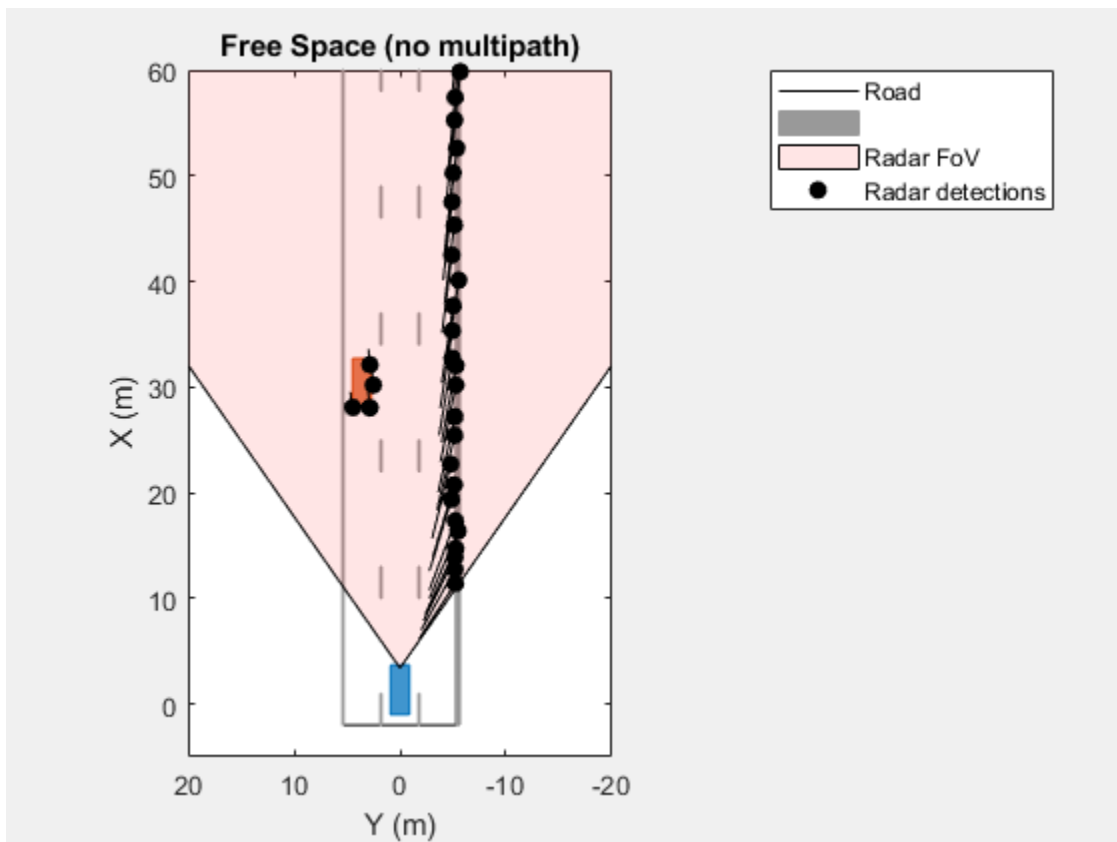 Free Space (no multipath)
60
50
40
30
20
10
0
X (m)
20 10 0 -10 -20
Y (m)
Road
Radar FoV
Radar detections